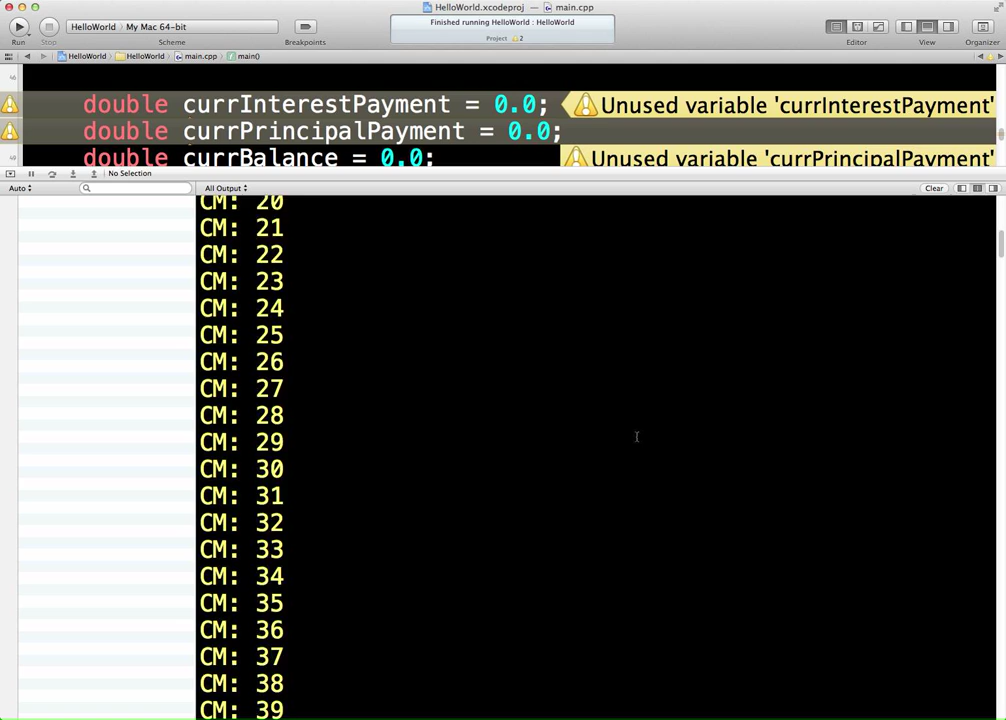 HelloWorld.xcodeproj — main.cpp
HelloWorld My Mac 64-bit
Finished running HelloWorld : HelloWorld
Project 2
Run Stop Scheme Breakpoints Editor View Organizer
HelloWorld HelloWorld main.cpp main()
46
double currInterestPayment = 0.0; Unused variable 'currInterestPayment'
double currPrincipalPayment = 0.0;
double currBalance = 0.0; Unused variable 'currPrincipalPayment'
No Selection
Auto All Output Clear
CM: 20
CM: 21
CM: 22
CM: 23
CM: 24
CM: 25
CM: 26
CM: 27
CM: 28
CM: 29
CM: 30
CM: 31
CM: 32
CM: 33
CM: 34
CM: 35
CM: 36
CM: 37
CM: 38
CM: 39